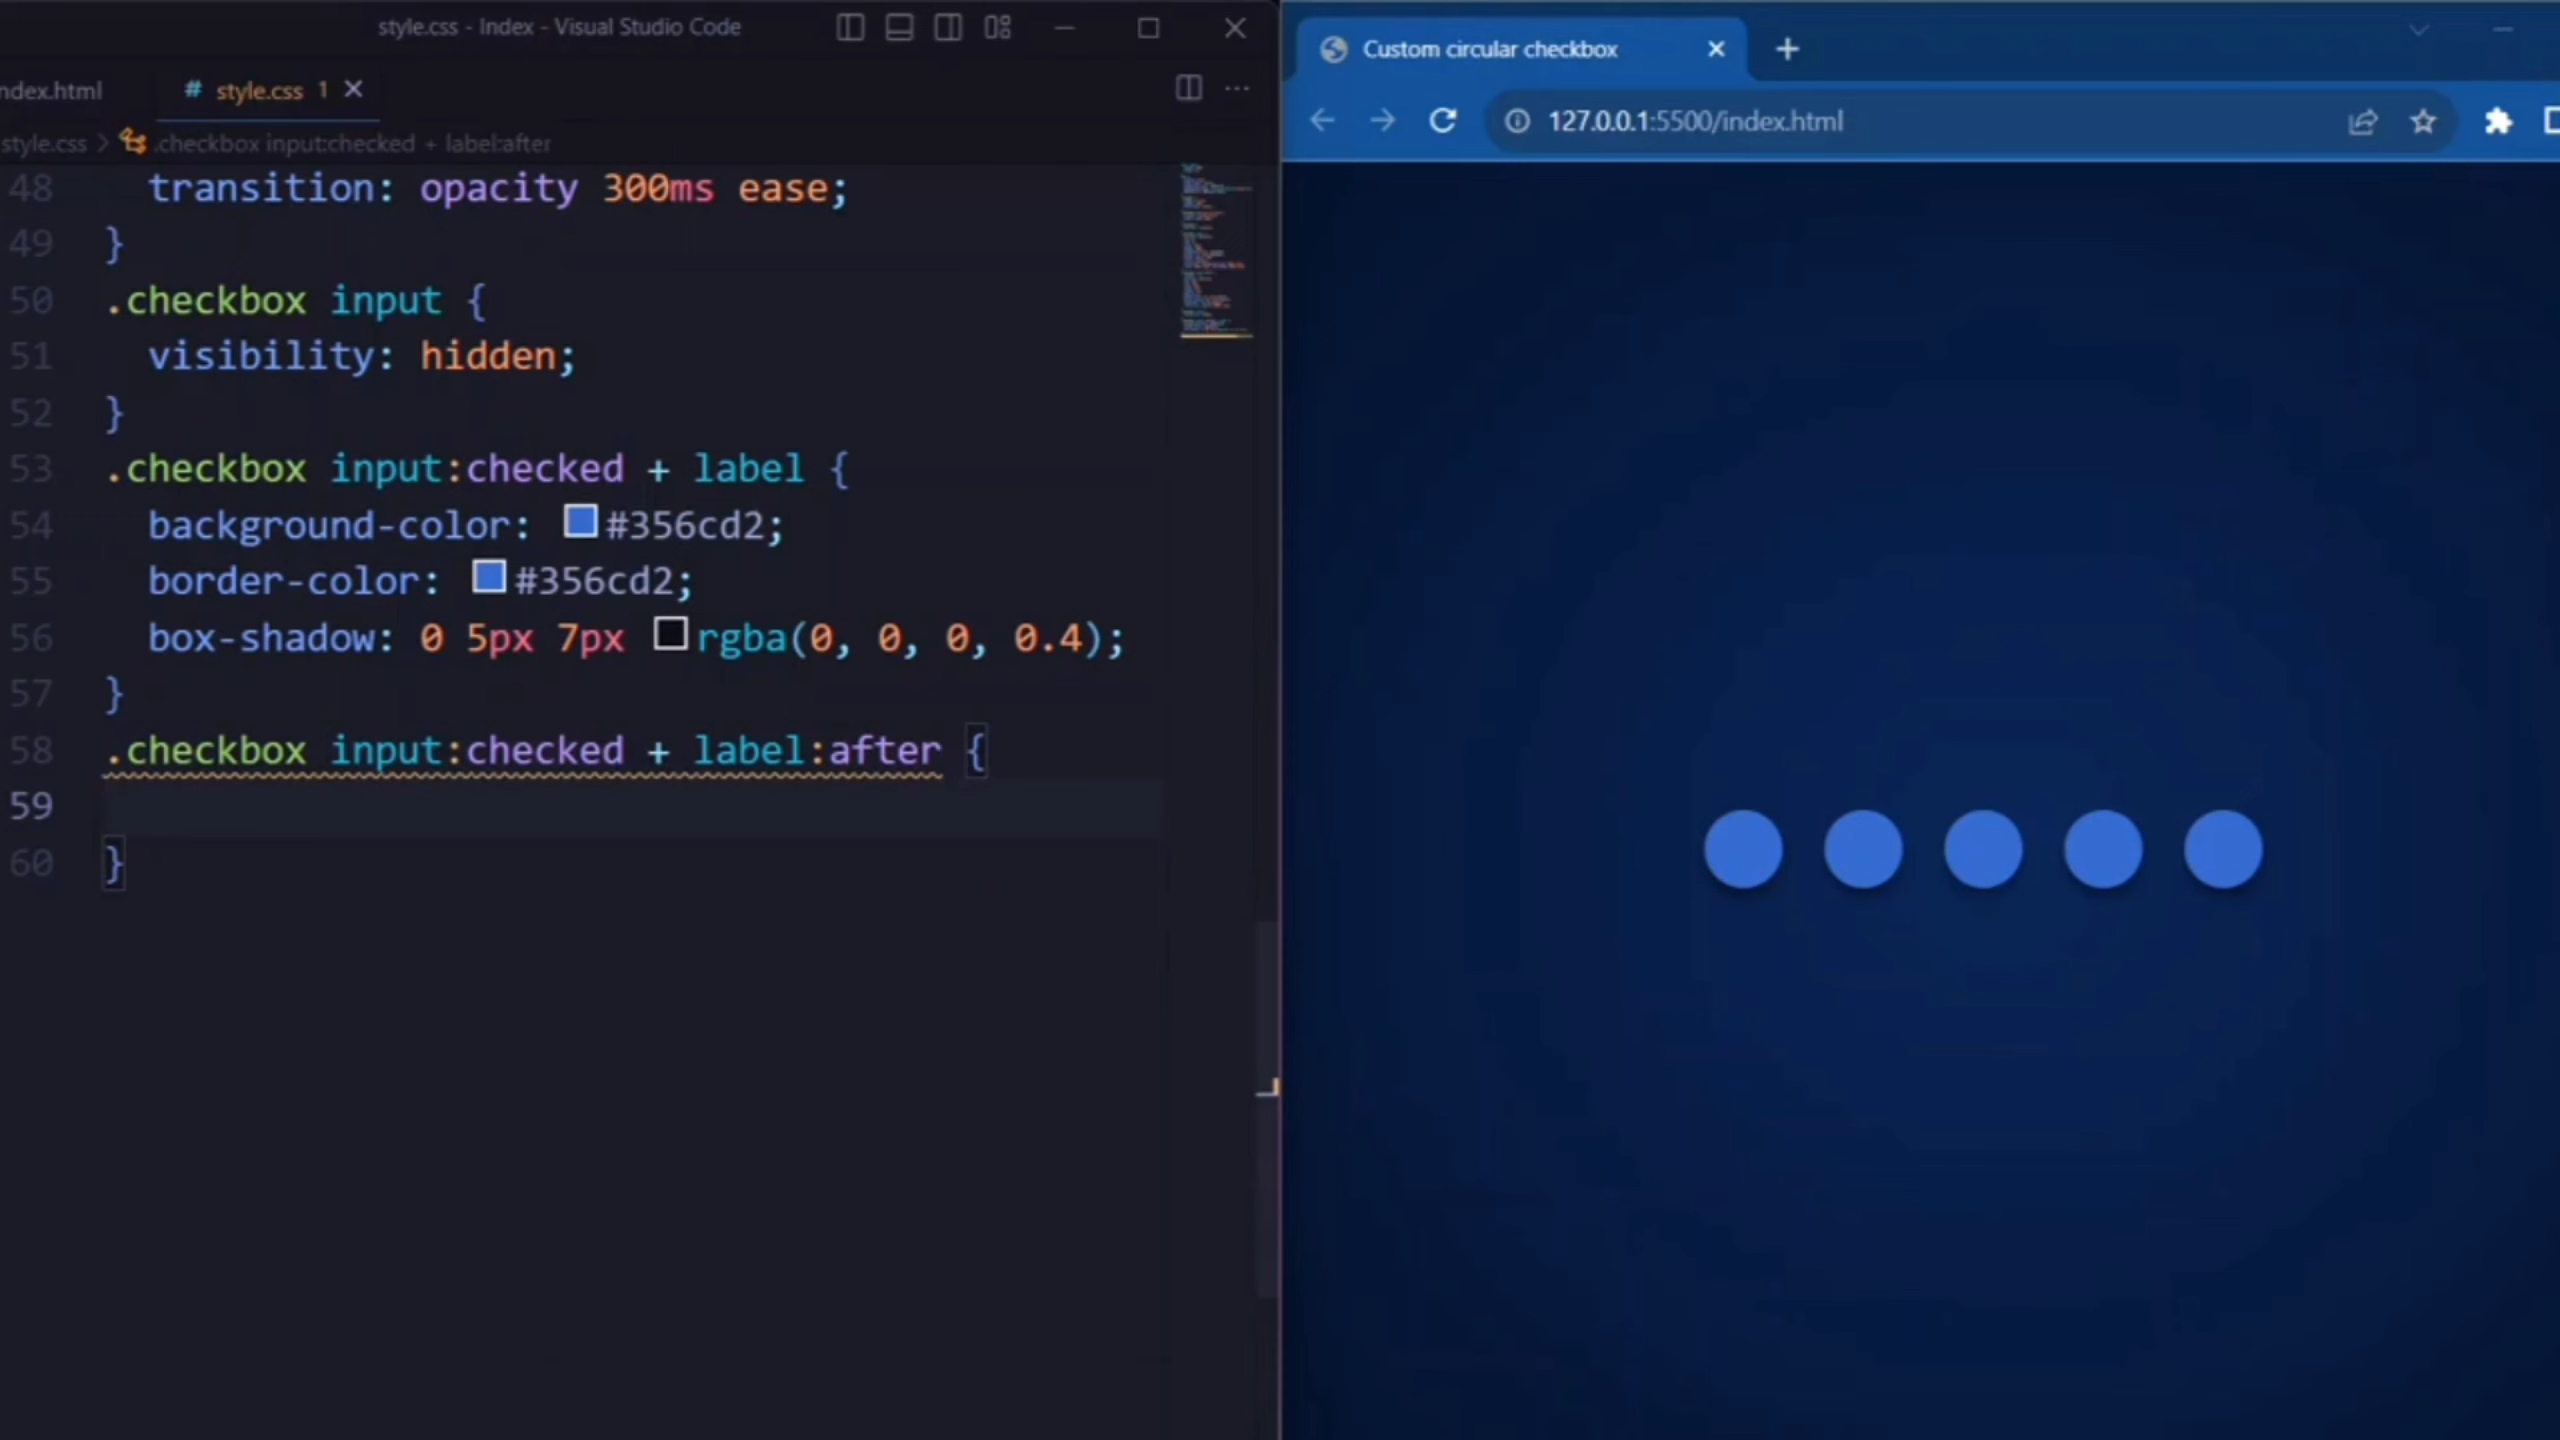 style.css - Index - Visual Studio Code
ndex.html
# style.css 1
style.css > .checkbox input:checked + label:after
48 transition: opacity 300ms ease;
49 }
50 .checkbox input {
51 visibility: hidden;
52 }
53 .checkbox input:checked + label {
54 background-color: #356cd2;
55 border-color: #356cd2;
56 box-shadow: 0 5px 7px rgba(0, 0, 0, 0.4);
57 }
58 .checkbox input:checked + label:after {
59
60 }
Custom circular checkbox
127.0.0.1:5500/index.html